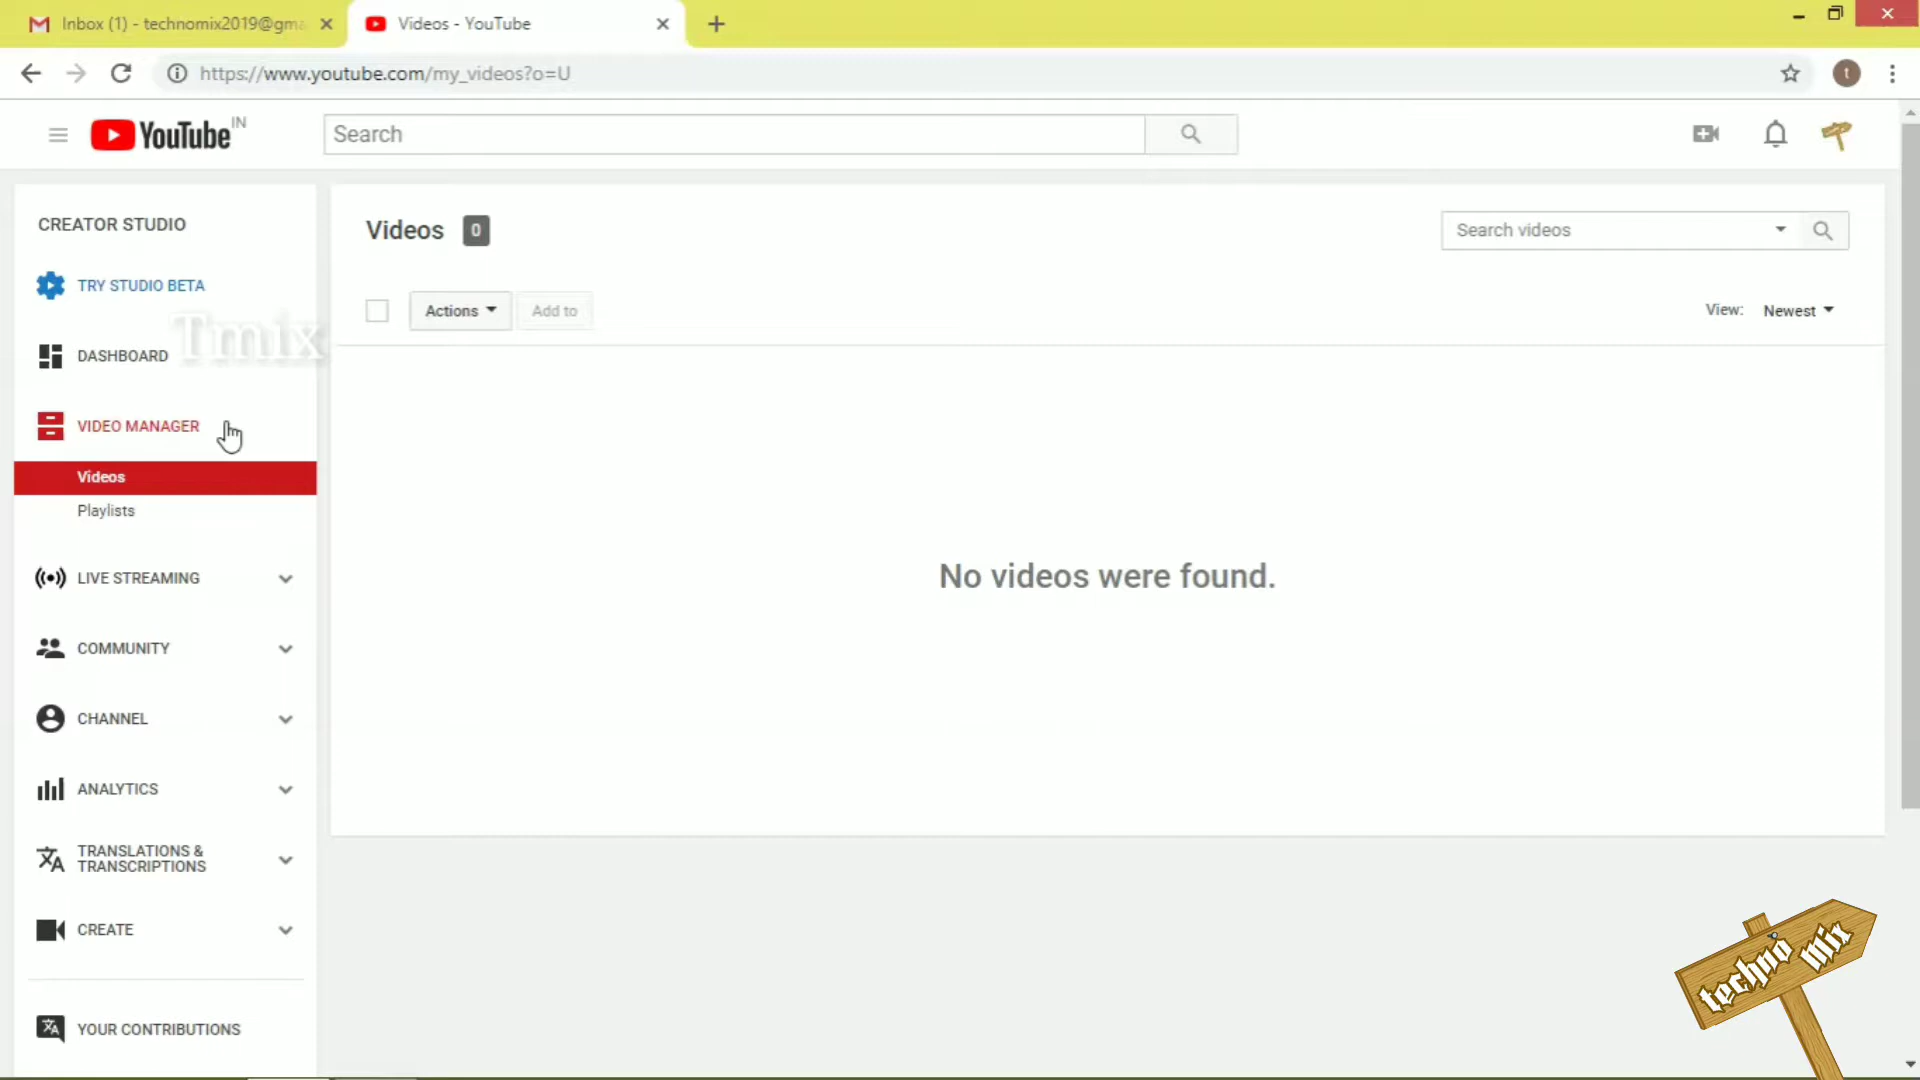 Inbox (1) - technomix2019@gma
Videos - YouTube
https://www.youtube.com/my_videos?o=U
t
YouTube IN
Search
CREATOR STUDIO
TRY STUDIO BETA
Tmix
DASHBOARD
VIDEO MANAGER
Videos
Playlists
LIVE STREAMING
COMMUNITY
CHANNEL
ANALYTICS
TRANSLATIONS &
TRANSCRIPTIONS
CREATE
YOUR CONTRIBUTIONS
Videos 0
Search videos
Actions Add to
View: Newest
No videos were found.
techno mix